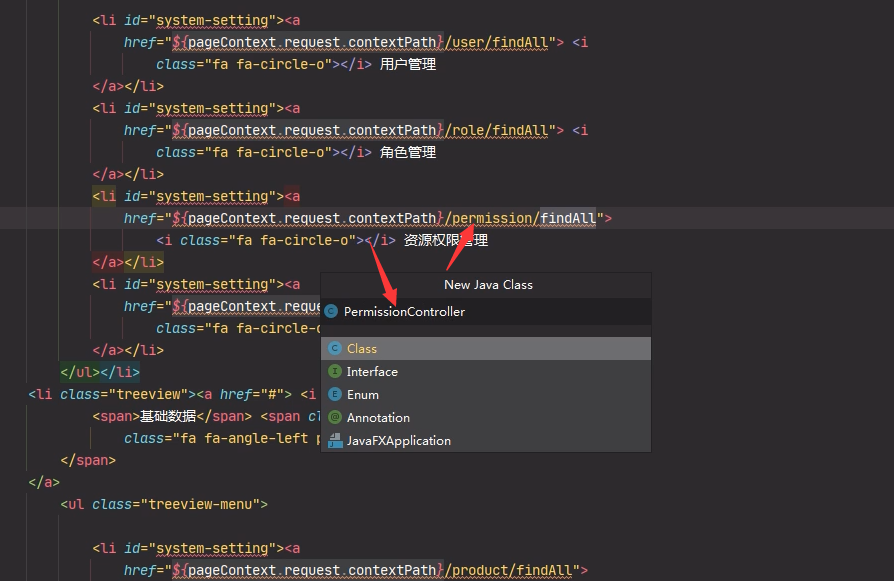 <li id="system-setting"><a
href="${pageContext.request.contextPath}/user/findAll"> <i
class="fa fa-circle-o"></i> 用户管理
</a></li>
<li id="system-setting"><a
href="${pageContext.request.contextPath}/role/findAll"> <i
class="fa fa-circle-o"></i> 角色管理
</a></li>
<li id="system-setting"><a
href="${pageContext.request.contextPath}/permission/findAll">
<i class="fa fa-circle-o"></i> 资源权限管理
</a></li>
<li id="system-setting"><a
New Java Class
href="${pageContext.reque
PermissionController
class="fa fa-circle-o
Class
</a></li>
Interface
</ul></li>
Enum
<li class="treeview"><a href="#"> <i
<span>基础数据</span> <span cl
Annotation
class="fa fa-angle-left p
JavaFXApplication
</span>
</a>
<ul class="treeview-menu">
<li id="system-setting"><a
href="${pageContext.request.contextPath}/product/findAll">